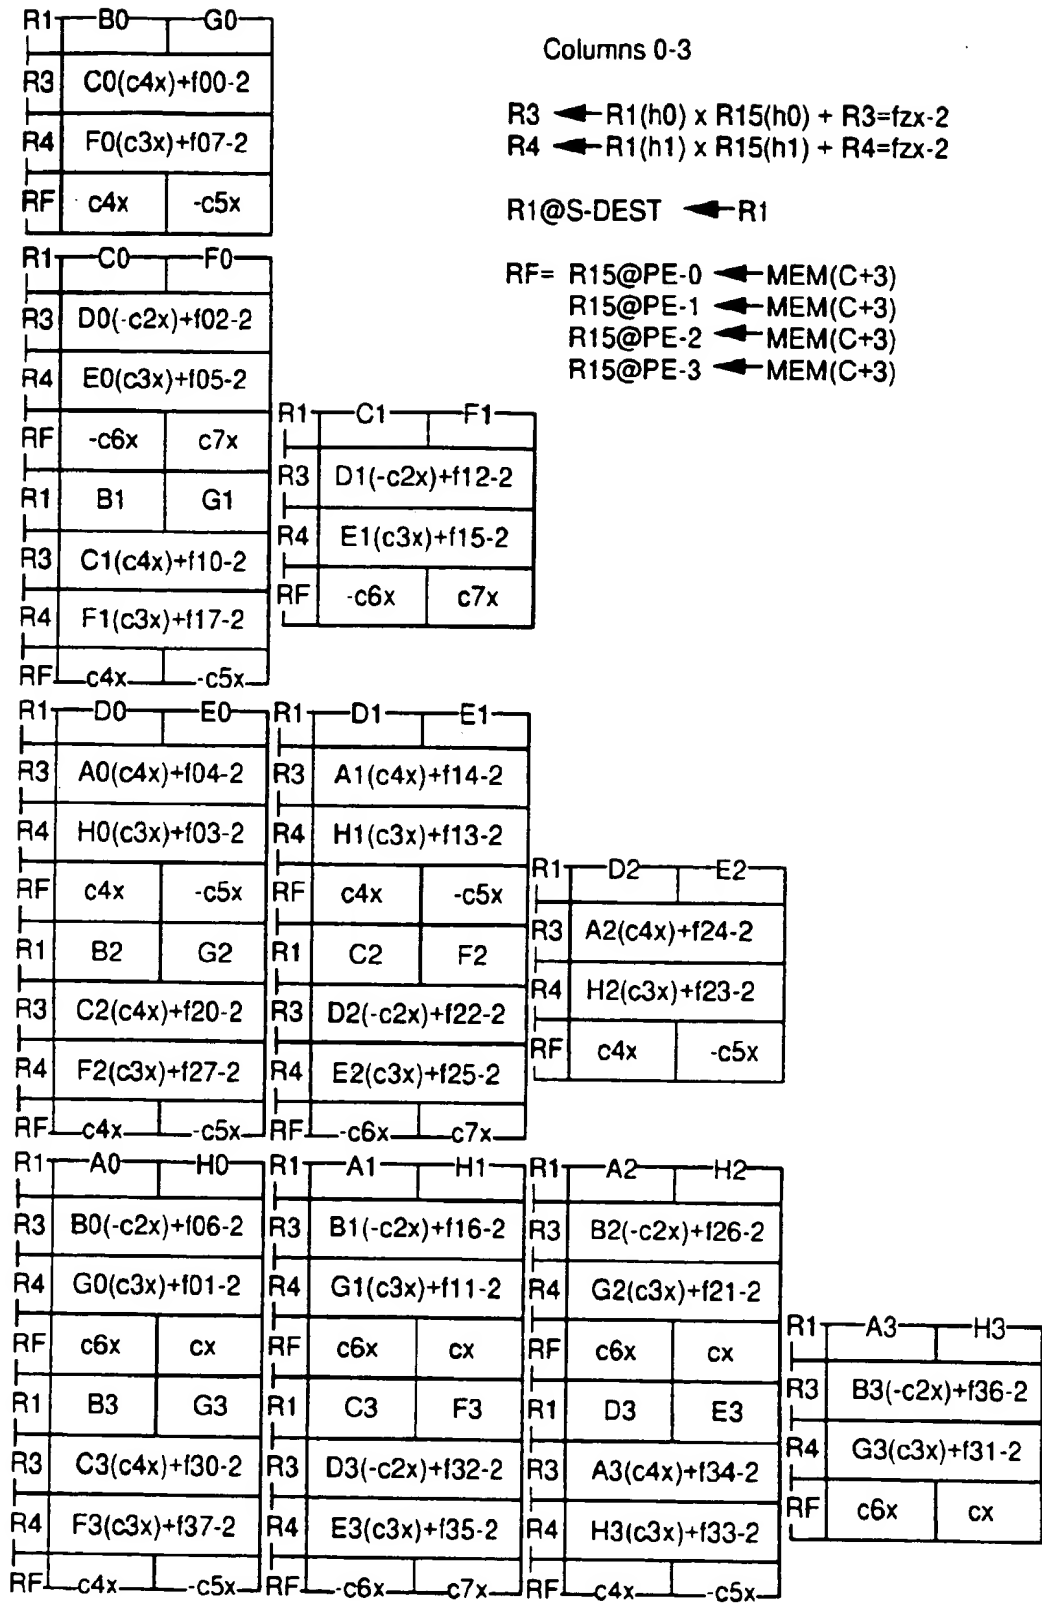 R1 B0 G0
R3 C0(c4x)+f00-2
R4 F0(c3x)+f07-2
RF c4x -c5x
Columns 0-3
R3 ◄ R1(h0) x R15(h0) + R3=fzx-2
R4 ◄ R1(h1) x R15(h1) + R4=fzx-2
R1@S-DEST ◄ R1
RF= R15@PE-0 ◄ MEM(C+3)
R15@PE-1 ◄ MEM(C+3)
R15@PE-2 ◄ MEM(C+3)
R15@PE-3 ◄ MEM(C+3)
R1 C0 F0
R3 D0(-c2x)+f02-2
R4 E0(c3x)+f05-2
RF -c6x c7x
R1 B1 G1
R3 C1(c4x)+f10-2
R4 F1(c3x)+f17-2
RF c4x -c5x
R1 C1 F1
R3 D1(-c2x)+f12-2
R4 E1(c3x)+f15-2
RF -c6x c7x
R1 D0 E0
R3 A0(c4x)+f04-2
R4 H0(c3x)+f03-2
RF c4x -c5x
R1 B2 G2
R3 C2(c4x)+f20-2
R4 F2(c3x)+f27-2
RF c4x -c5x
R1 D1 E1
R3 A1(c4x)+f14-2
R4 H1(c3x)+f13-2
RF c4x -c5x
R1 C2 F2
R3 D2(-c2x)+f22-2
R4 E2(c3x)+f25-2
RF -c6x c7x
R1 D2 E2
R3 A2(c4x)+f24-2
R4 H2(c3x)+f23-2
RF c4x -c5x
R1 A0 H0
R3 B0(-c2x)+f06-2
R4 G0(c3x)+f01-2
RF c6x cx
R1 B3 G3
R3 C3(c4x)+f30-2
R4 F3(c3x)+f37-2
RF c4x -c5x
R1 A1 H1
R3 B1(-c2x)+f16-2
R4 G1(c3x)+f11-2
RF c6x cx
R1 C3 F3
R3 D3(-c2x)+f32-2
R4 E3(c3x)+f35-2
RF -c6x c7x
R1 A2 H2
R3 B2(-c2x)+f26-2
R4 G2(c3x)+f21-2
RF c6x cx
R1 D3 E3
R3 A3(c4x)+f34-2
R4 H3(c3x)+f33-2
RF c4x -c5x
R1 A3 H3
R3 B3(-c2x)+f36-2
R4 G3(c3x)+f31-2
RF c6x cx